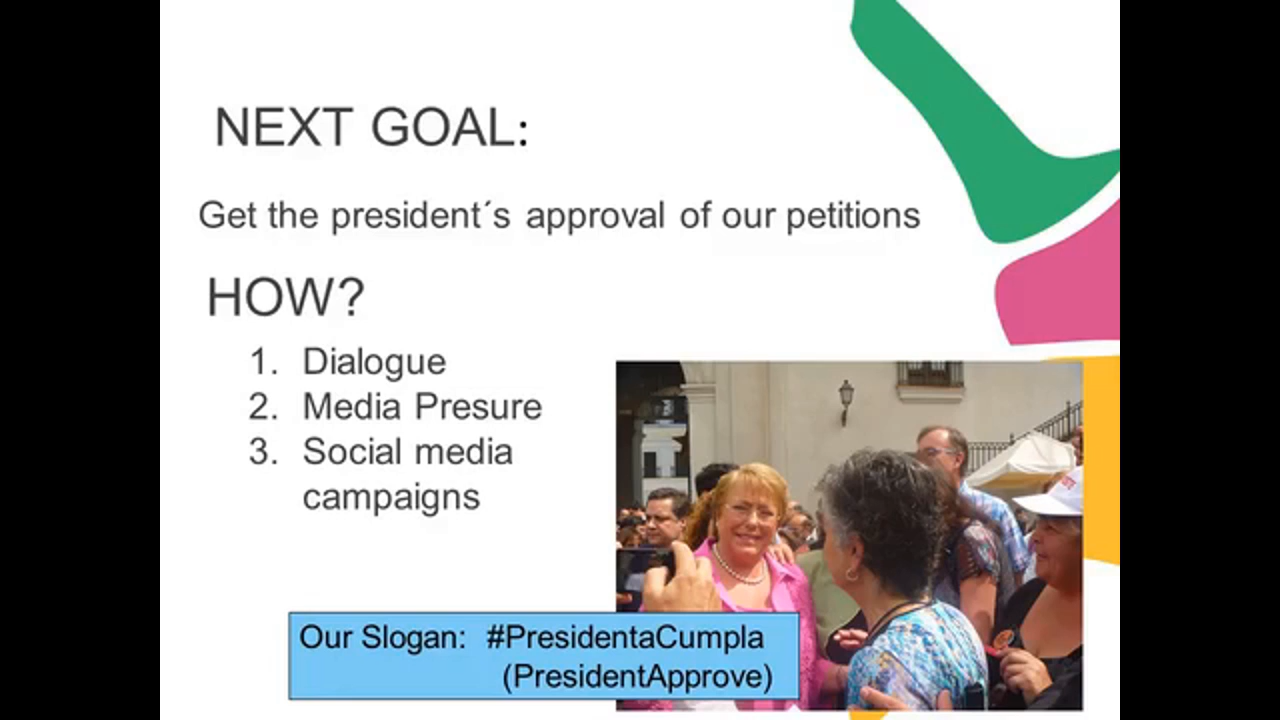 NEXT GOAL:
Get the president´s approval of our petitions
HOW?
1. Dialogue
2. Media Presure
3. Social media
campaigns
Our Slogan: #PresidentaCumpla
(PresidentApprove)